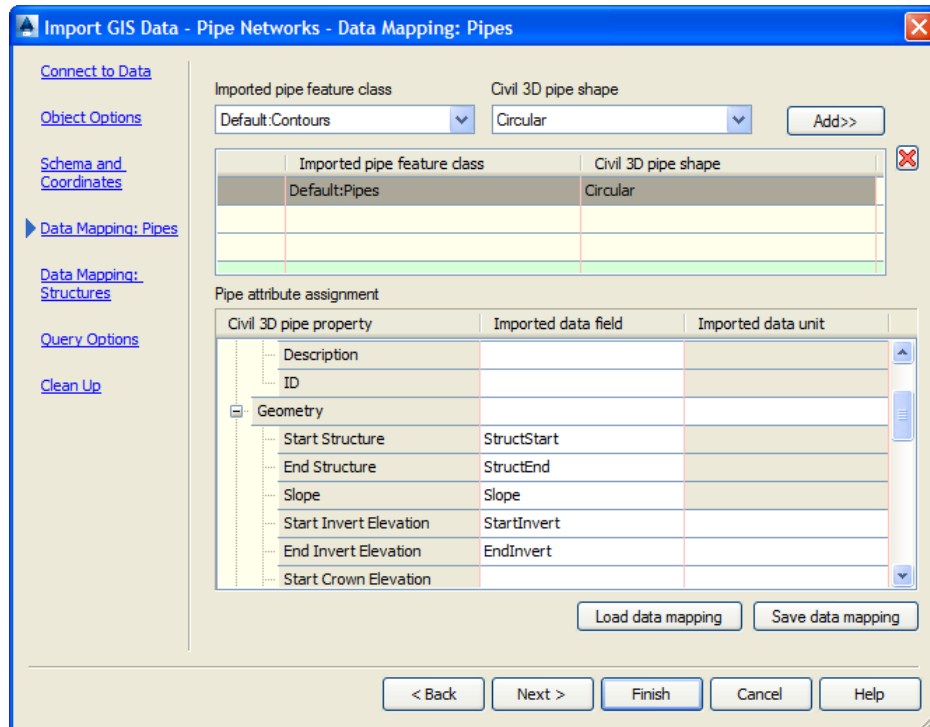 Import GIS Data - Pipe Networks - Data Mapping: Pipes
Connect to Data
Object Options
Schema and
Coordinates
Data Mapping: Pipes
Data Mapping:
Structures
Query Options
Clean Up
Imported pipe feature class Civil 3D pipe shape
Default:Contours Circular Add>>
Imported pipe feature class Civil 3D pipe shape
Default:Pipes Circular
Pipe attribute assignment
Civil 3D pipe property Imported data field Imported data unit
Description
ID
Geometry
Start Structure StructStart
End Structure StructEnd
Slope Slope
Start Invert Elevation StartInvert
End Invert Elevation EndInvert
Start Crown Elevation
Load data mapping Save data mapping
< Back Next > Finish Cancel Help